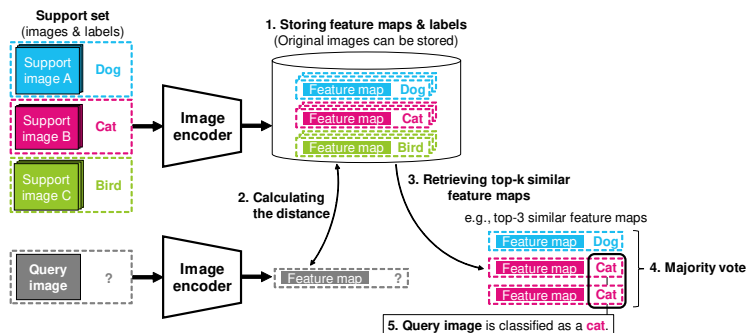 Support set
(images & labels)
Support
image A
Dog
Support
image B
Cat
Support
image C
Bird
Image
encoder
1. Storing feature maps & labels
(Original images can be stored)
Feature map
Dog
Feature map
Cat
Feature map
Bird
2. Calculating
the distance
3. Retrieving top-k similar
feature maps
e.g., top-3 similar feature maps
Query
image
?
Image
encoder
Feature map
?
Feature map
Dog
Feature map
Cat
Feature map
Cat
4. Majority vote
5. Query image is classified as a cat.